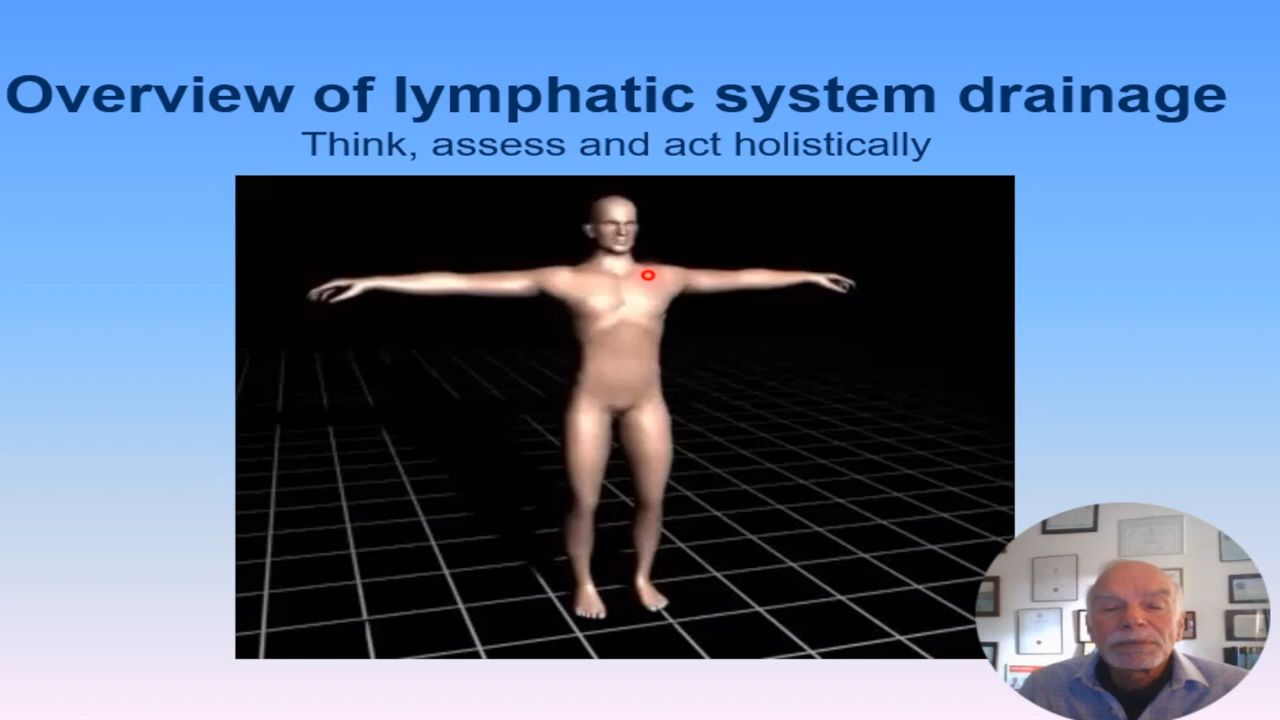 Overview of lymphatic system drainage
Think, assess and act holistically